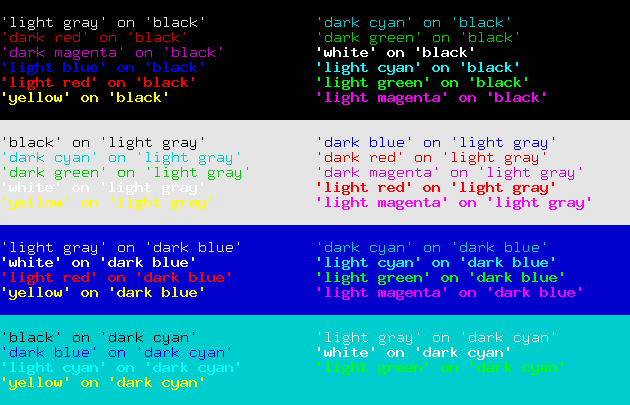 'light gray' on 'black' 'dark cyan' on 'black'
'dark red' on 'black' 'dark green' on 'black'
'dark magenta' on 'black' 'white' on 'black'
'light blue' on 'black' 'light cyan' on 'black'
'light red' on 'black' 'light green' on 'black'
'yellow' on 'black' 'light magenta' on 'black'
'black' on 'light gray' 'dark blue' on 'light gray'
'dark cyan' on 'light gray' 'dark red' on 'light gray'
'dark green' on 'light gray' 'dark magenta' on 'light gray'
'white' on 'light gray' 'light red' on 'light gray'
'yellow' on 'light gray' 'light magenta' on 'light gray'
'light gray' on 'dark blue' 'dark cyan' on 'dark blue'
'white' on 'dark blue' 'light cyan' on 'dark blue'
'light red' on 'dark blue' 'light green' on 'dark blue'
'yellow' on 'dark blue' 'light magenta' on 'dark blue'
'black' on 'dark cyan' 'light gray' on 'dark cyan'
'dark blue' on 'dark cyan' 'white' on 'dark cyan'
'light cyan' on 'dark cyan' 'light green' on 'dark cyan'
'yellow' on 'dark cyan'